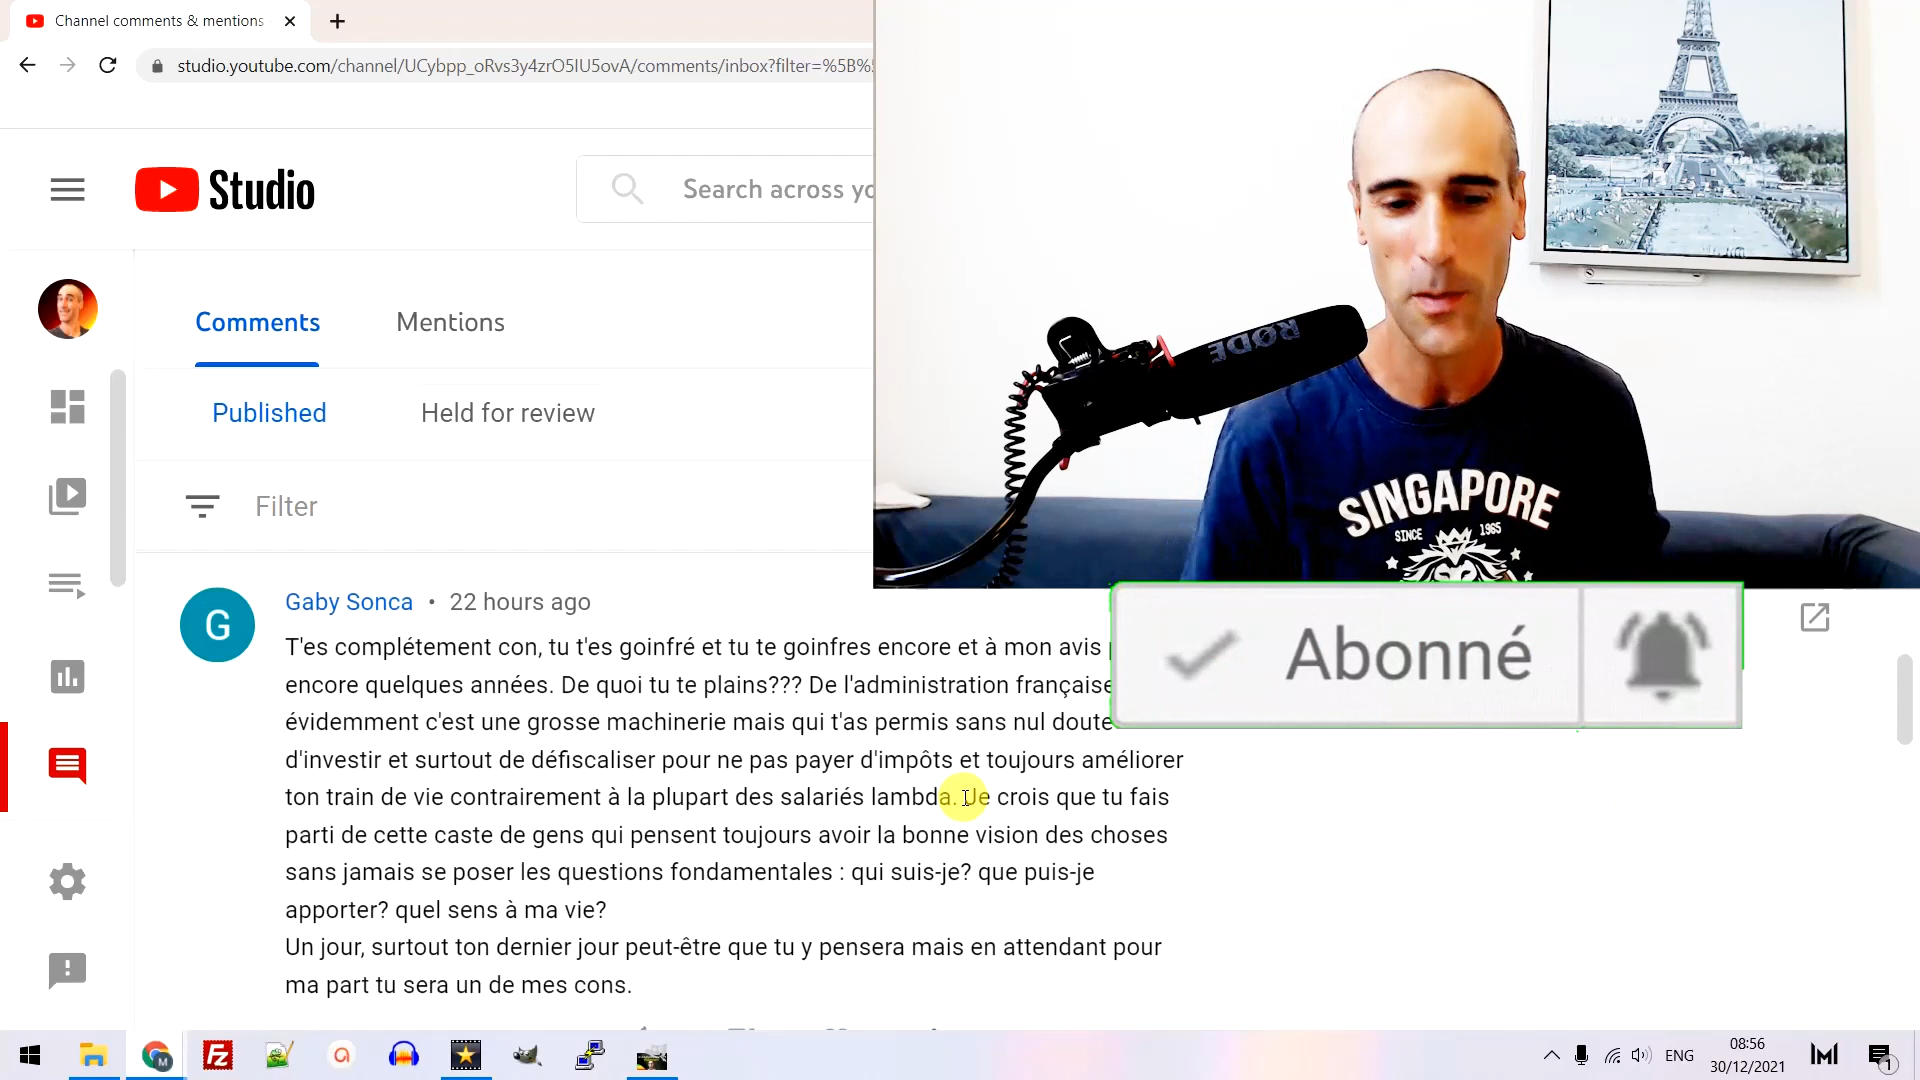 Channel comments & mentions
studio.youtube.com/channel/UCybpp_oRvs3y4zrO5IU5ovA/comments/inbox?filter=%5B%
Studio
Search across yo
Comments
Mentions
Published
Held for review
Filter
RØDE
SINGAPORE
SINCE 1965
Gaby Sonca • 22 hours ago
T'es complétement con, tu t'es goinfré et tu te goinfres encore et à mon avis
encore quelques années. De quoi tu te plains??? De l'administration française
évidemment c'est une grosse machinerie mais qui t'as permis sans nul doute
d'investir et surtout de défiscaliser pour ne pas payer d'impôts et toujours améliorer
ton train de vie contrairement à la plupart des salariés lambda. Je crois que tu fais
parti de cette caste de gens qui pensent toujours avoir la bonne vision des choses
sans jamais se poser les questions fondamentales : qui suis-je? que puis-je
apporter? quel sens à ma vie?
Un jour, surtout ton dernier jour peut-être que tu y pensera mais en attendant pour
ma part tu sera un de mes cons.
Abonné
G
M
ENG
08:56
30/12/2021
1